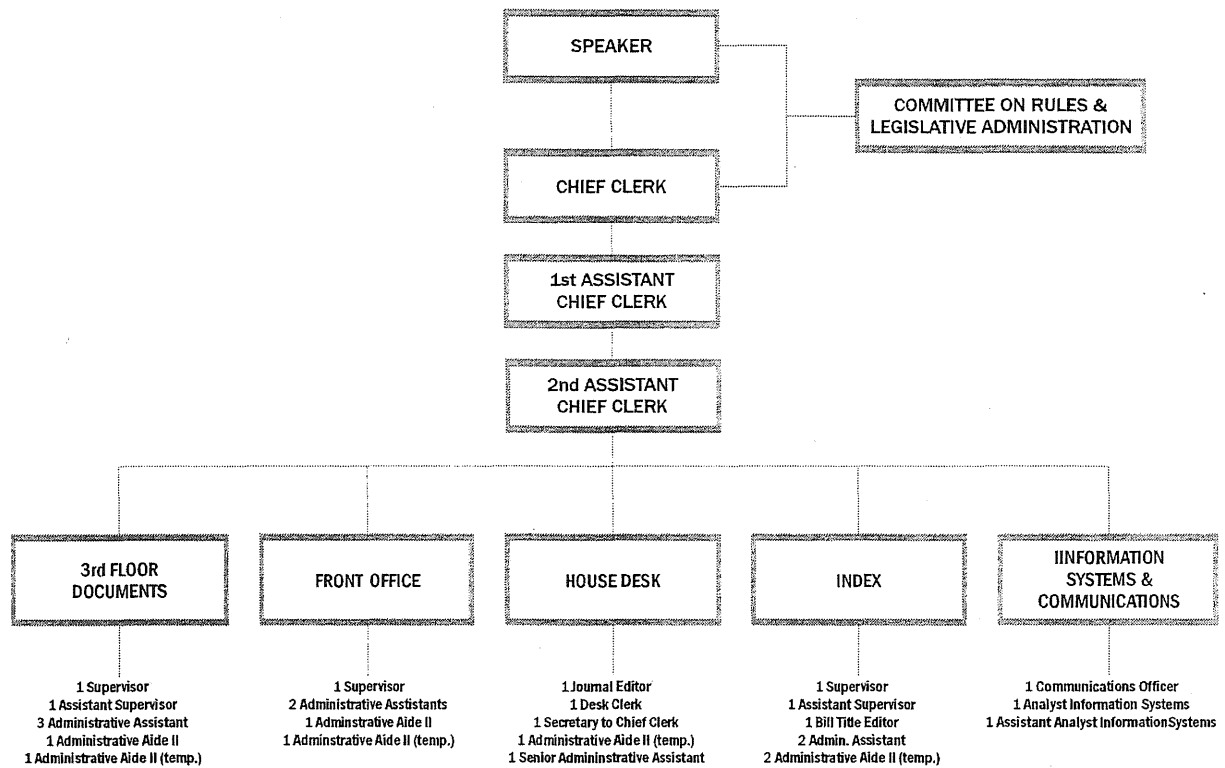 SPEAKER
COMMITTEE ON RULES &
LEGISLATIVE ADMINISTRATION
CHIEF CLERK
1st ASSISTANT
CHIEF CLERK
2nd ASSISTANT
CHIEF CLERK
3rd FLOOR
DOCUMENTS
FRONT OFFICE
HOUSE DESK
INDEX
IINFORMATION
SYSTEMS &
COMMUNICATIONS
1 Supervisor
1 Assistant Supervisor
3 Administrative Assistant
1 Administrative Aide II
1 Administrative Aide II (temp.)
1 Supervisor
2 Administrative Asstistants
1 Adminstrative Aide II
1 Adminstrative Aide II (temp.)
1 Journal Editor
1 Desk Clerk
1 Secretary to Chief Clerk
1 Administrative Aide II (temp.)
1 Senior Admininstrative Assistant
1 Supervisor
1 Assistant Supervisor
1 Bill Title Editor
2 Admin. Assistant
2 Administrative Aide II (temp.)
1 Communications Officer
1 Analyst Information Systems
1 Assistant Analyst Information Systems